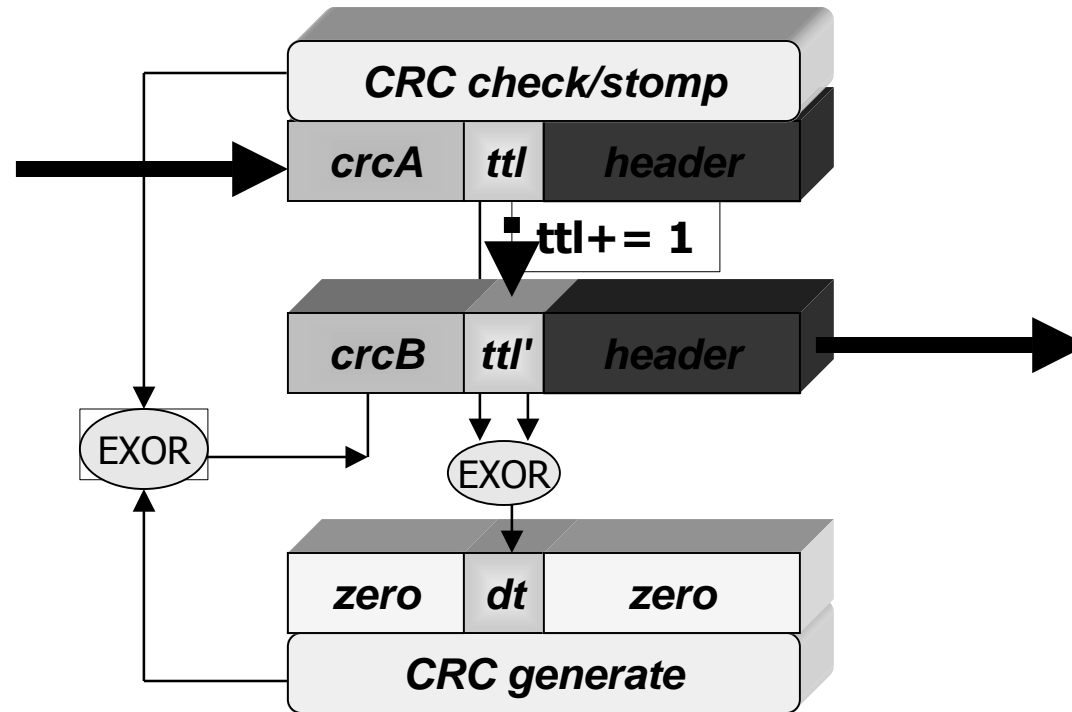 CRC check/stomp
crcA ttl header
ttl+= 1
crcB ttl' header
EXOR
EXOR
zero dt zero
CRC generate